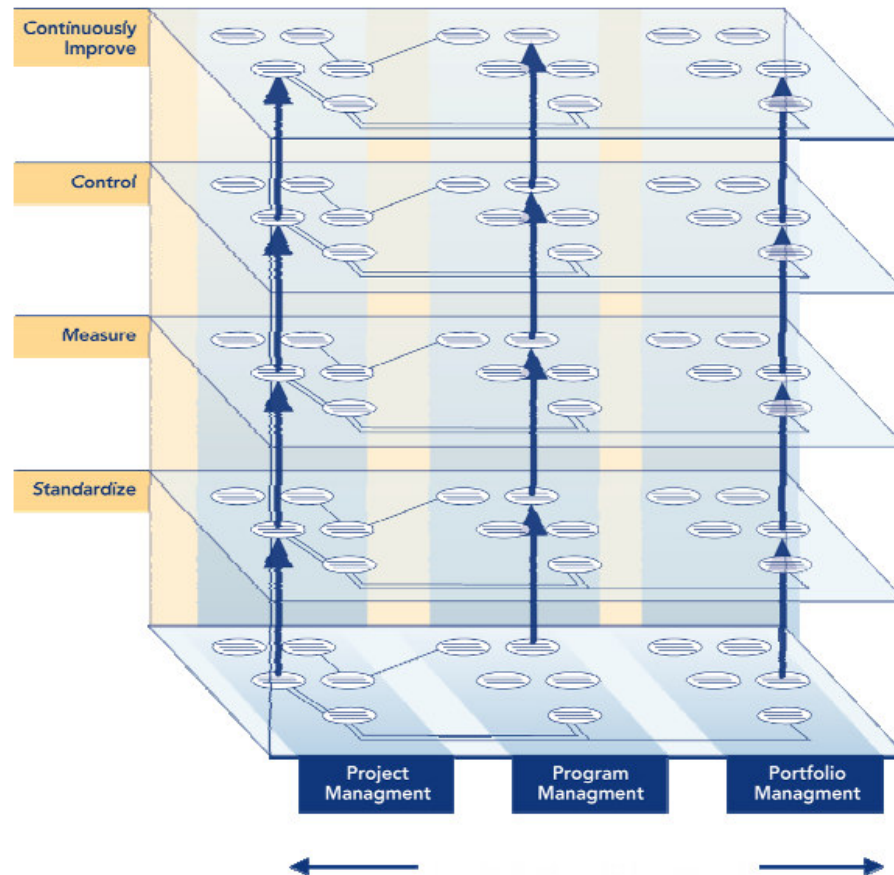 Continuously
Improve
Control
Measure
Standardize
Project
Managment
Program
Managment
Portfolio
Managment